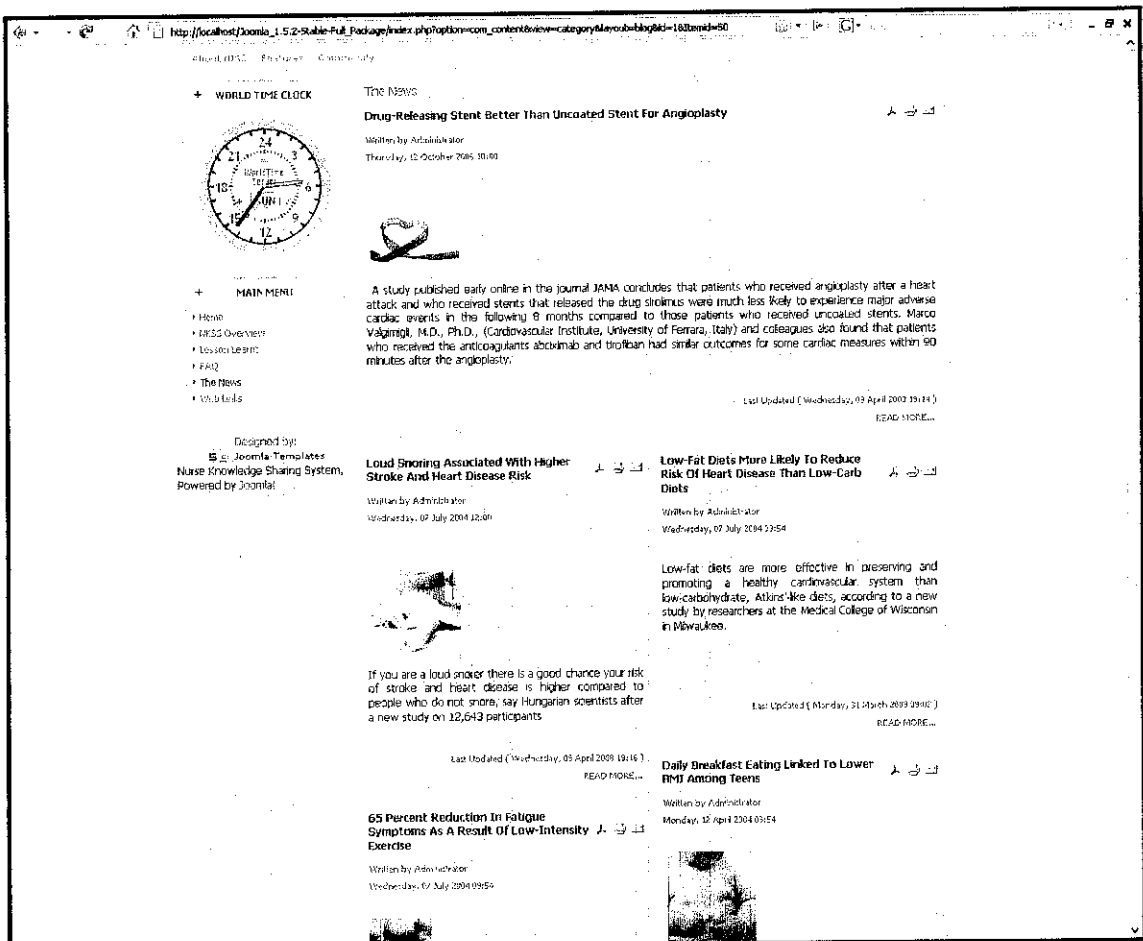 http://localhost/Joomla_1.5.2-Stable-Full_Package/index.php?option=com_content&view=category&layout=blog&id=18&Itemid=50
Features
WORLD TIME CLOCK
24
21
3
18
6
15
9
12
MAIN MENU
Home
NKSS Overview
Lesson Learnt
FAQ
The News
Web Links
Designed by:
Joomla Templates
Nurse Knowledge Sharing System,
Powered by Joomla!
The News
Drug-Releasing Stent Better Than Uncoated Stent For Angioplasty
Written by Administrator
Thursday, 12 October 2006 10:00
A study published early online in the journal JAMA concludes that patients who received angioplasty after a heart
attack and who received stents that released the drug sirolimus were much less likely to experience major adverse
cardiac events in the following 8 months compared to those patients who received uncoated stents. Marco
Valgimigli, M.D., Ph.D., (Cardiovascular Institute, University of Ferrara, Italy) and colleagues also found that patients
who received the anticoagulants abciximab and tirofiban had similar outcomes for some cardiac measures within 90
minutes after the angioplasty.
Last Updated ( Wednesday, 09 April 2008 19:14 )
READ MORE...
Loud Snoring Associated With Higher
Stroke And Heart Disease Risk
Written by Administrator
Wednesday, 07 July 2004 12:00
If you are a loud snorer there is a good chance your risk
of stroke and heart disease is higher compared to
people who do not snore, say Hungarian scientists after
a new study on 12,643 participants
Last Updated ( Wednesday, 09 April 2008 19:16 )
READ MORE...
65 Percent Reduction In Fatigue
Symptoms As A Result Of Low-Intensity
Exercise
Written by Administrator
Wednesday, 07 July 2004 09:54
Low-Fat Diets More Likely To Reduce
Risk Of Heart Disease Than Low-Carb
Diets
Written by Administrator
Wednesday, 07 July 2004 09:54
Low-fat diets are more effective in preserving and
promoting a healthy cardiovascular system than
low-carbohydrate, Atkins'-like diets, according to a new
study by researchers at the Medical College of Wisconsin
in Milwaukee.
Last Updated ( Monday, 31 March 2008 09:02 )
READ MORE...
Daily Breakfast Eating Linked To Lower
BMI Among Teens
Written by Administrator
Monday, 12 April 2004 09:54